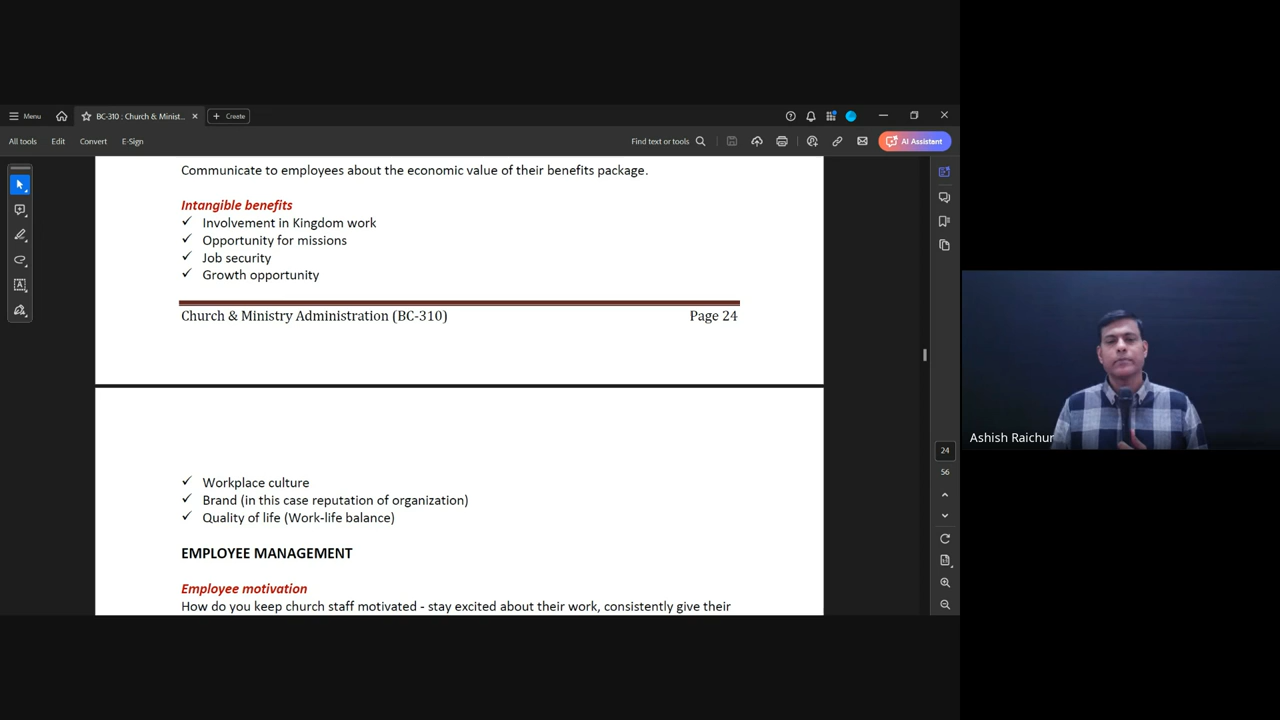 Menu
BC-310 : Church & Minist...
Create
All tools
Edit
Convert
E-Sign
Find text or tools
AI Assistant
Communicate to employees about the economic value of their benefits package.
Intangible benefits
✓ Involvement in Kingdom work
✓ Opportunity for missions
✓ Job security
✓ Growth opportunity
Church & Ministry Administration (BC-310) Page 24
✓ Workplace culture
✓ Brand (in this case reputation of organization)
✓ Quality of life (Work-life balance)
EMPLOYEE MANAGEMENT
Employee motivation
How do you keep church staff motivated - stay excited about their work, consistently give their
24
56
Ashish Raichur